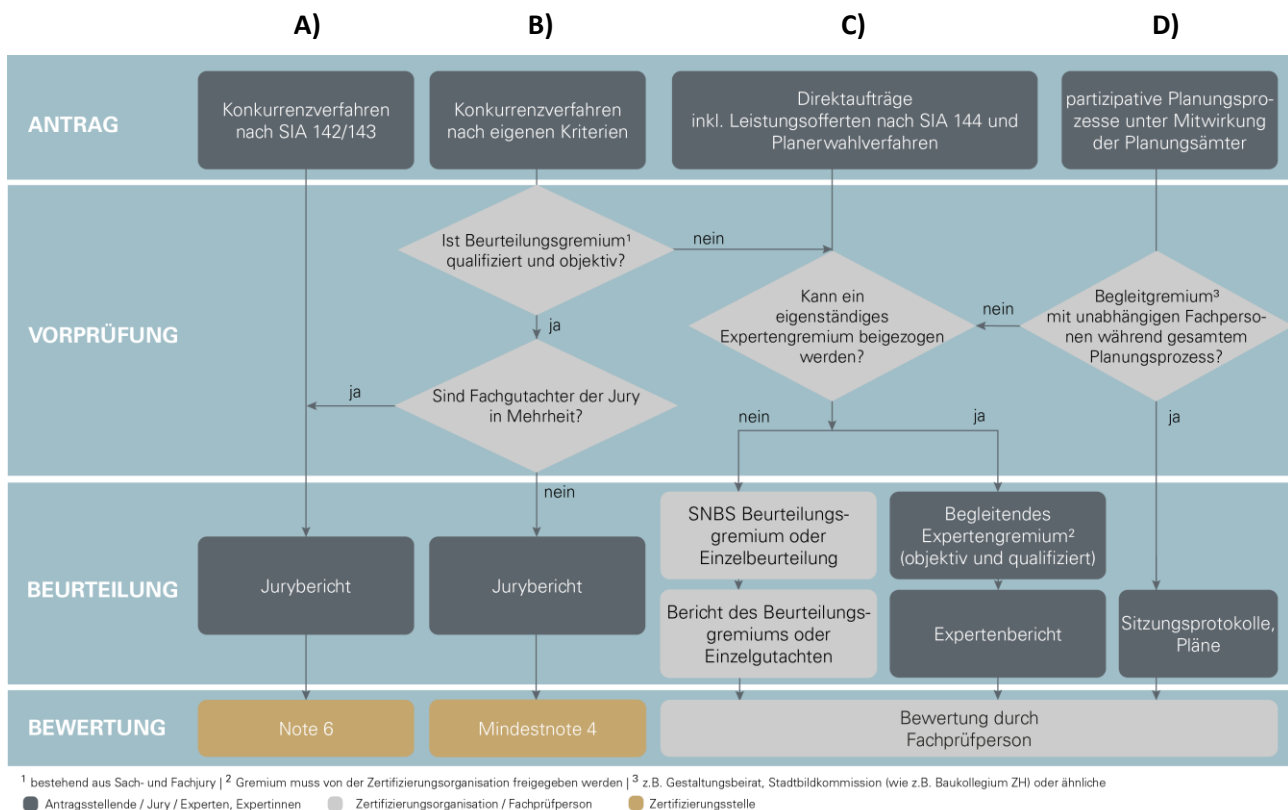 A) B) C) D)
ANTRAG
Konkurrenzverfahren
nach SIA 142/143
Konkurrenzverfahren
nach eigenen Kriterien
Direktaufträge
inkl. Leistungsofferten nach SIA 144 und
Planerwahlverfahren
partizipative Planungspro-
zesse unter Mitwirkung
der Planungsämter
VORPRÜFUNG
Ist Beurteilungsgremium¹
qualifiziert und objektiv?
nein
ja
Kann ein
eigenständiges
Expertengremium beigezogen
werden?
nein
Begleitgremium³
mit unabhängigen Fachperso-
nen während gesamtem
Planungsprozess?
ja
Sind Fachgutachter der Jury
in Mehrheit?
nein
nein
ja
ja
BEURTEILUNG
Jurybericht
Jurybericht
SNBS Beurteilungs-
gremium oder
Einzelbeurteilung
Begleitendes
Expertengremium²
(objektiv und qualifiziert)
Bericht des Beurteilungs-
gremiums oder
Einzelgutachten
Expertenbericht
Sitzungsprotokolle,
Pläne
BEWERTUNG
Note 6
Mindestnote 4
Bewertung durch
Fachprüfperson
¹ bestehend aus Sach- und Fachjury | ² Gremium muss von der Zertifizierungsorganisation freigegeben werden | ³ z.B. Gestaltungsbeirat, Stadtbildkommission (wie z.B. Baukollegium ZH) oder ähnliche
Antragsstellende / Jury / Experten, Expertinnen Zertifizierungsorganisation / Fachprüfperson Zertifizierungsstelle